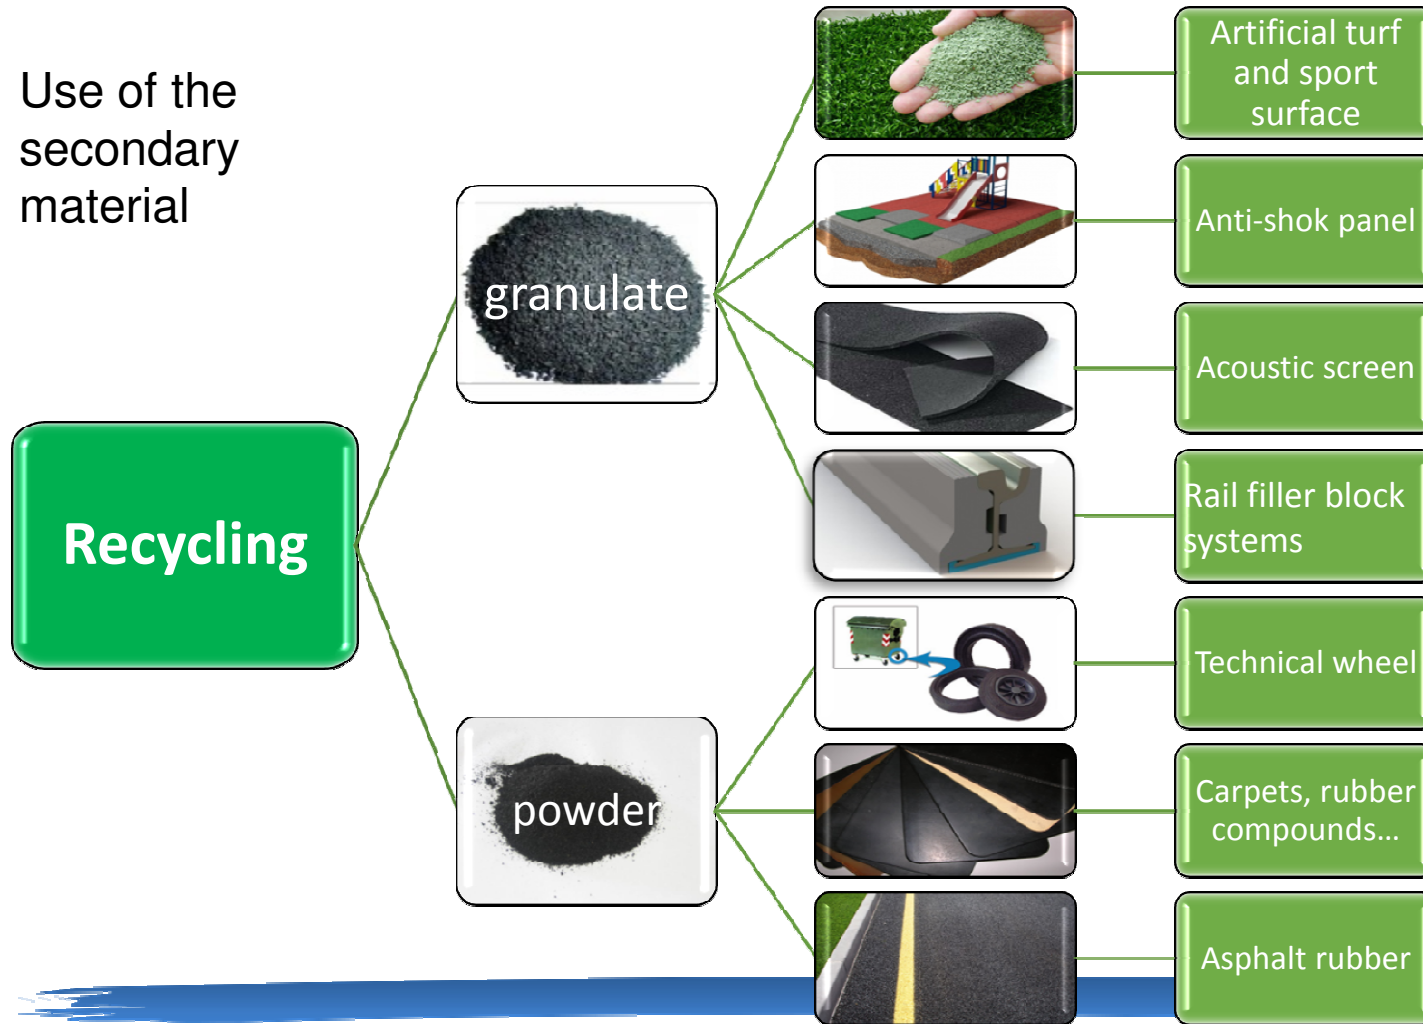 Use of the
secondary
material
Recycling
granulate
powder
Artificial turf
and sport
surface
Anti-shok panel
Acoustic screen
Rail filler block
systems
Technical wheel
Carpets, rubber
compounds...
Asphalt rubber